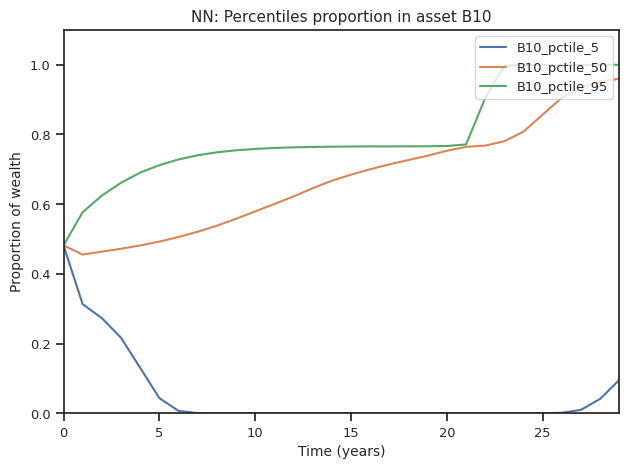 NN: Percentiles proportion in asset B10
B10_pctile_5
B10_pctile_50
B10_pctile_95
Proportion of wealth
1.0
0.8
0.6
0.4
0.2
0.0
0 5 10 15 20 25
Time (years)